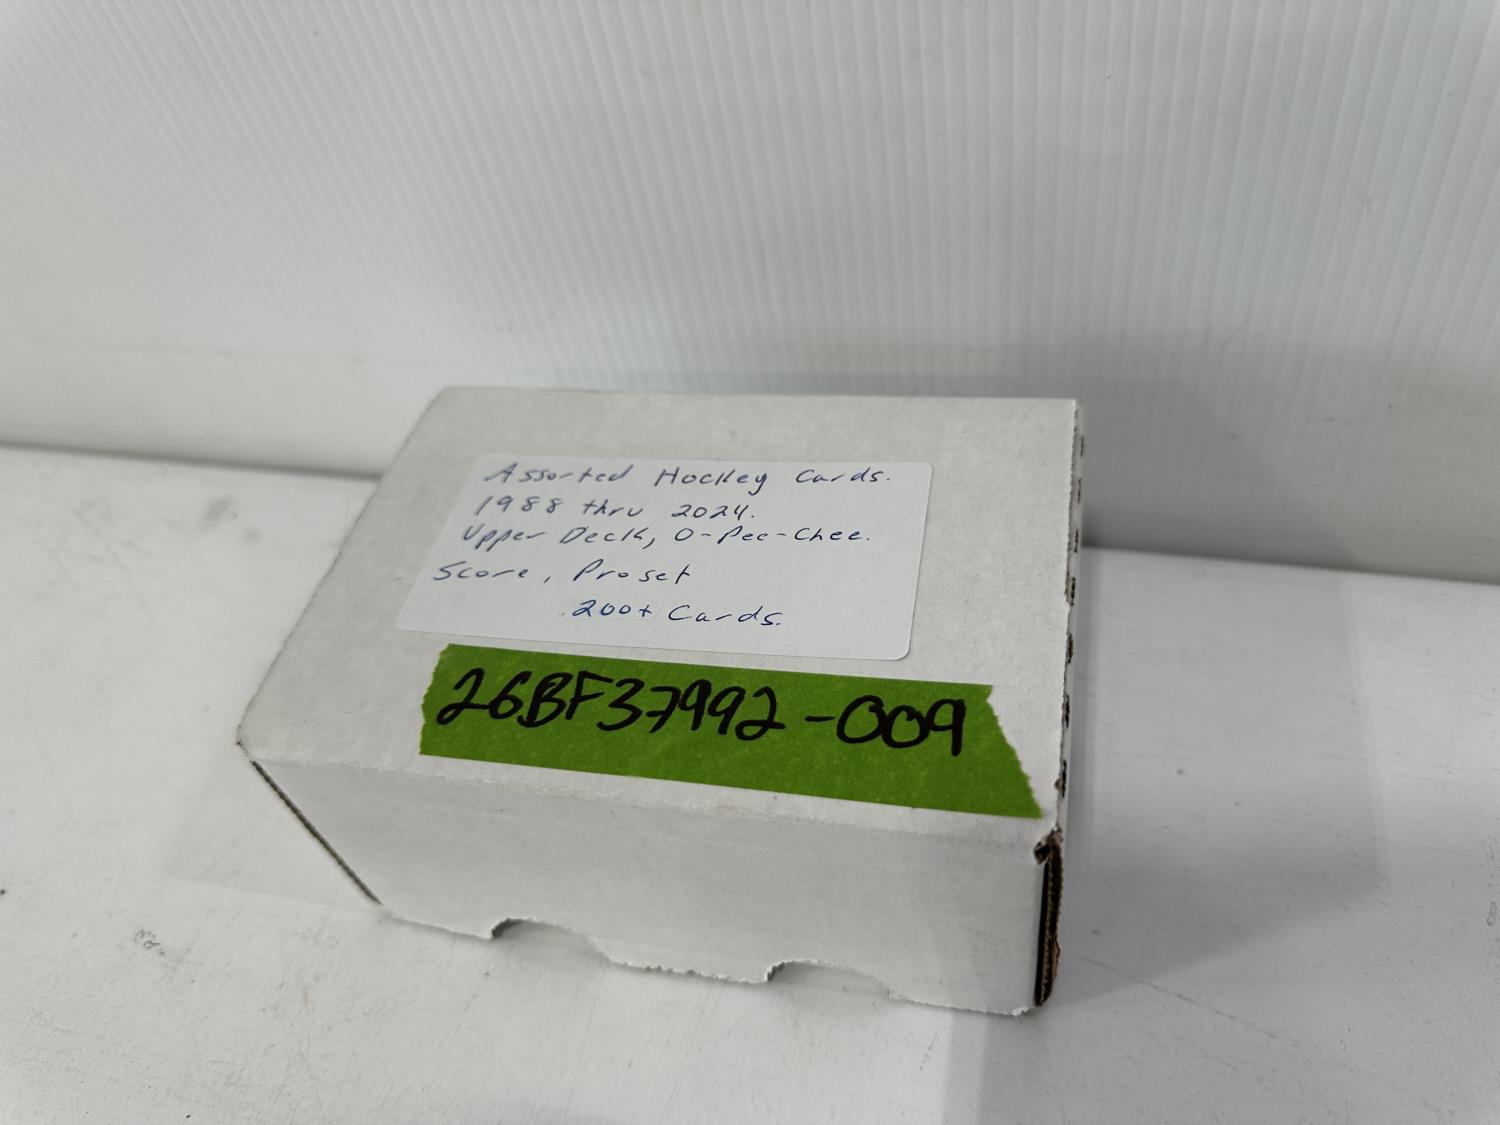 Assorted Hockey Cards.
1988 thru 2024.
Upper Deck, O-Pee-Chee.
Score, Proset
200+ Cards.
26BF37992-009